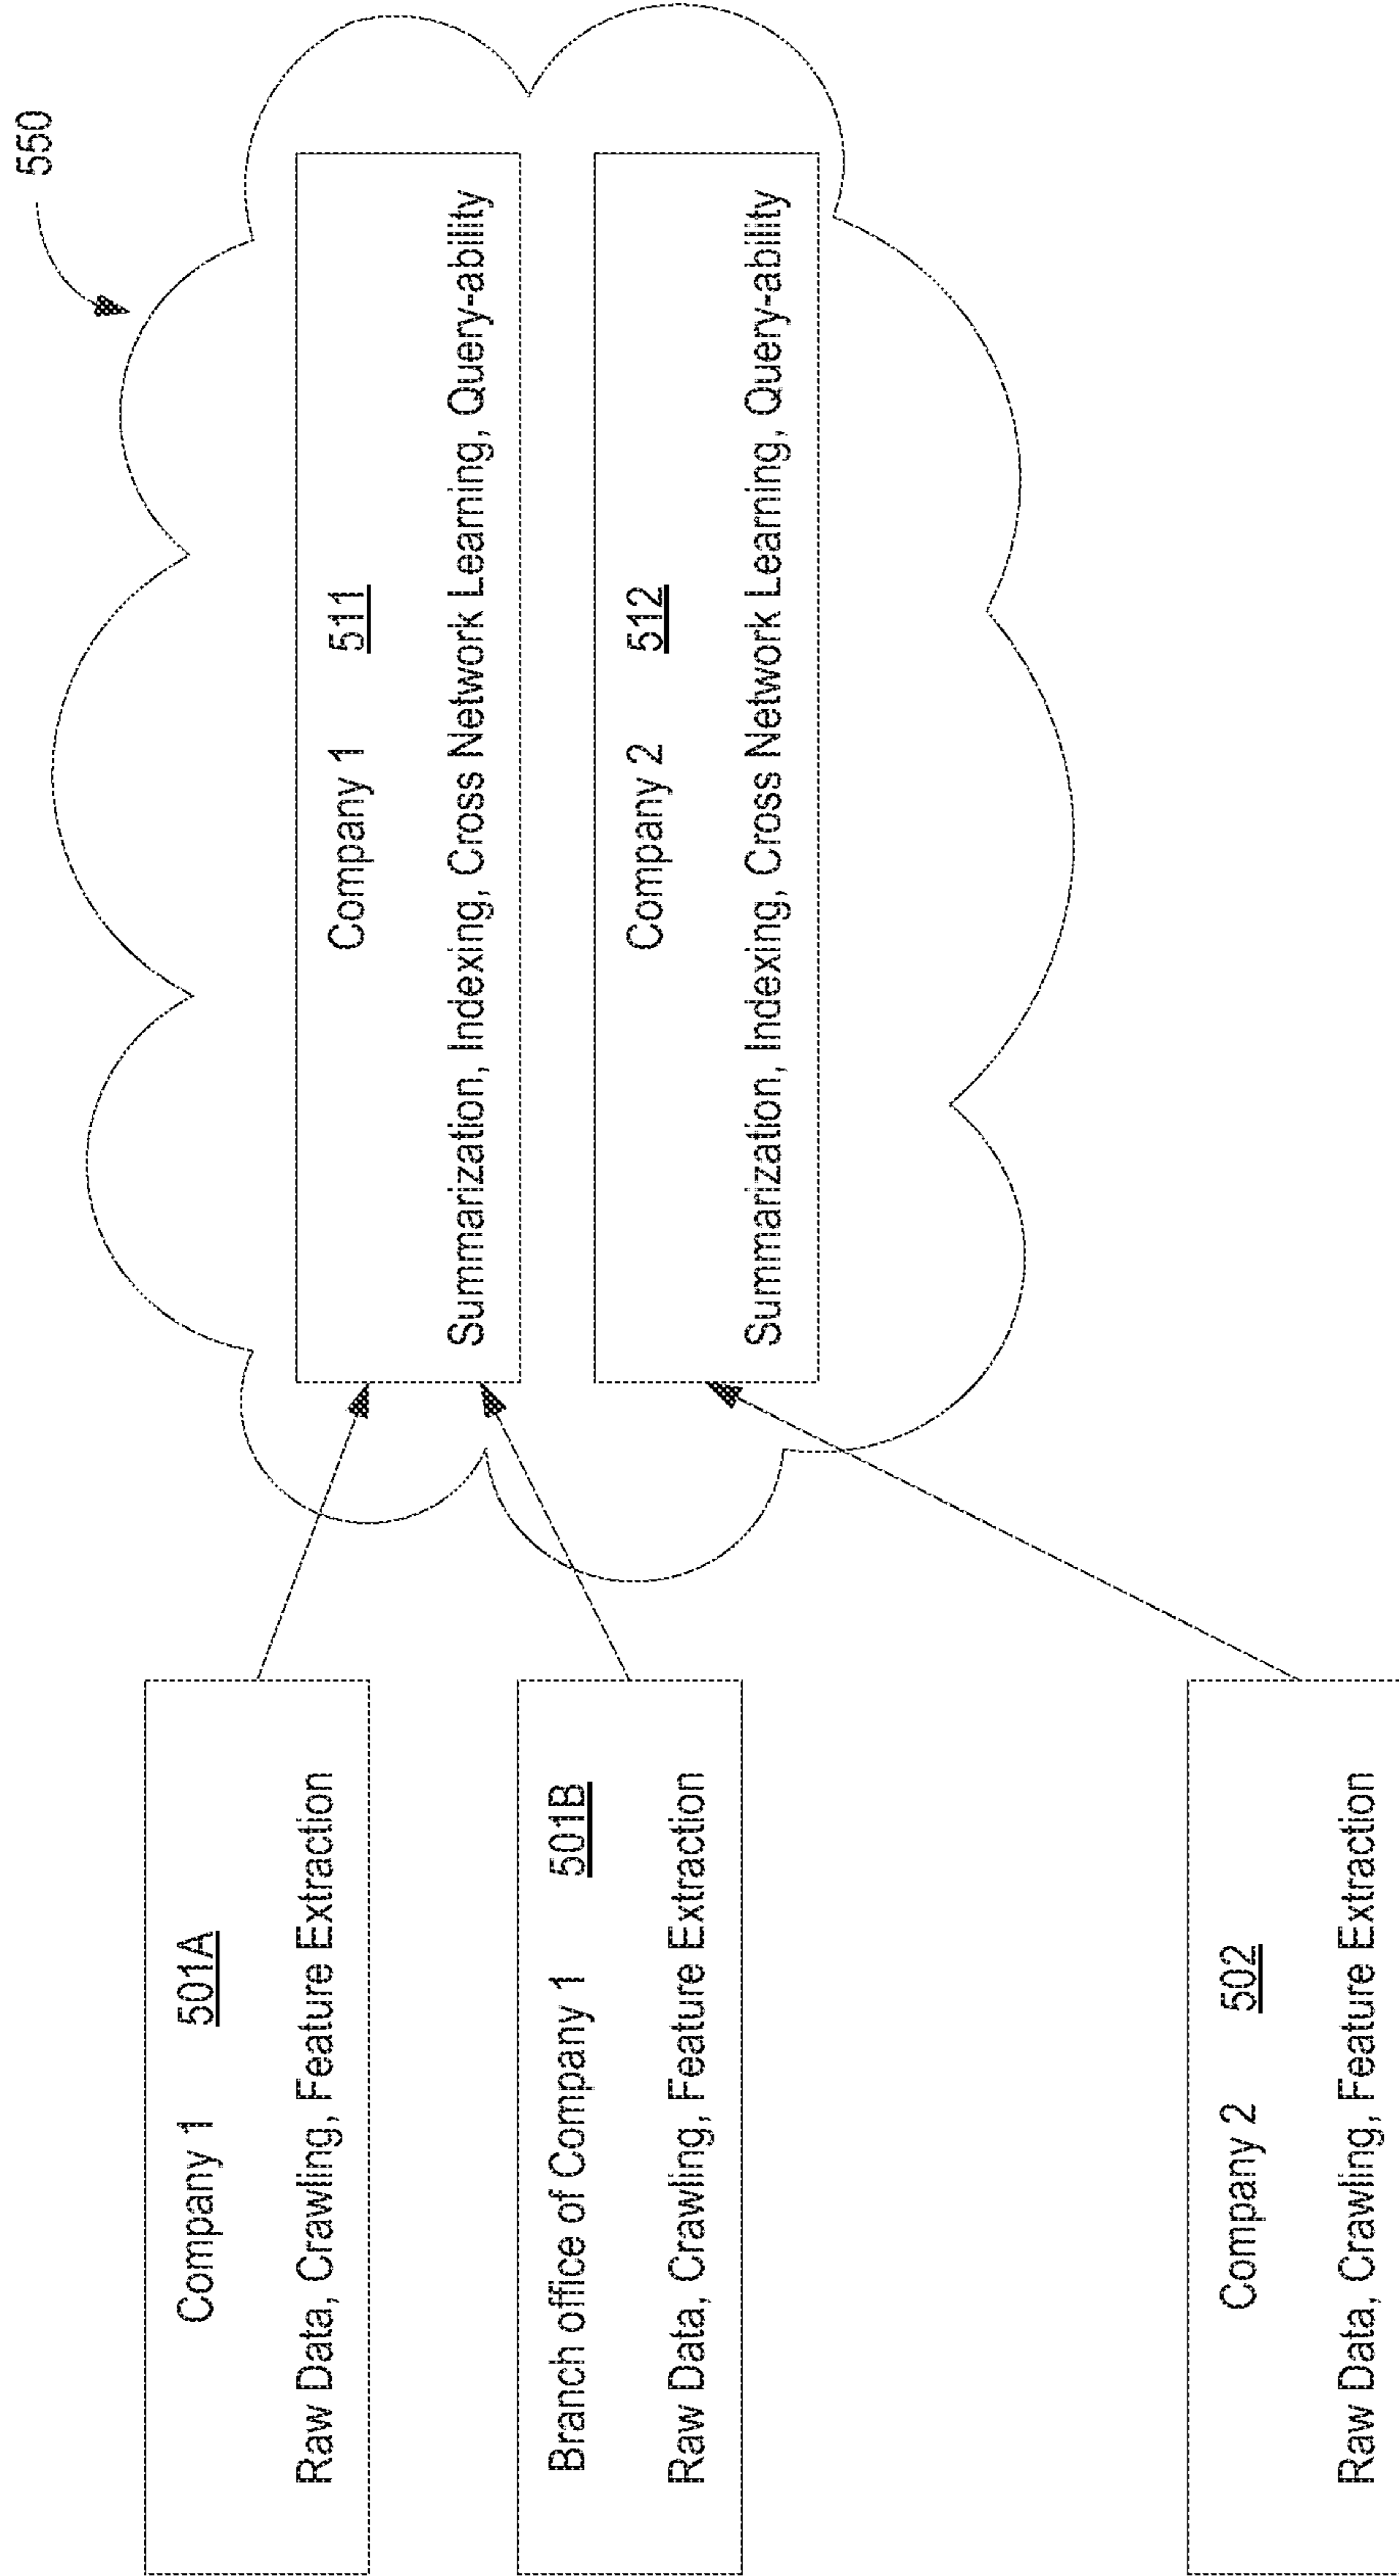 550
Company 1 501A
Raw Data, Crawling, Feature Extraction
Branch office of Company 1 501B
Raw Data, Crawling, Feature Extraction
Company 2 502
Raw Data, Crawling, Feature Extraction
Company 1 511
Summarization, Indexing, Cross Network Learning, Query-ability
Company 2 512
Summarization, Indexing, Cross Network Learning, Query-ability